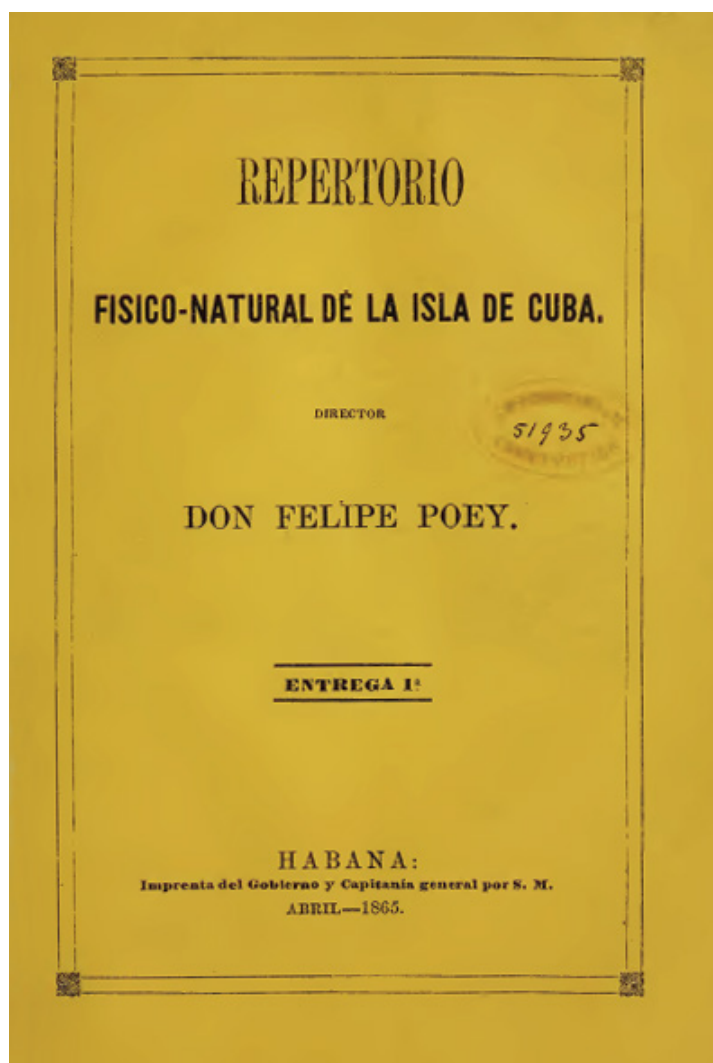 REPERTORIO
FISICO-NATURAL DE LA ISLA DE CUBA.
DIRECTOR
51935
DON FELIPE POEY.
ENTREGA 1ª
HABANA:
Imprenta del Gobierno y Capitanía general por S. M.
ABRIL—1865.